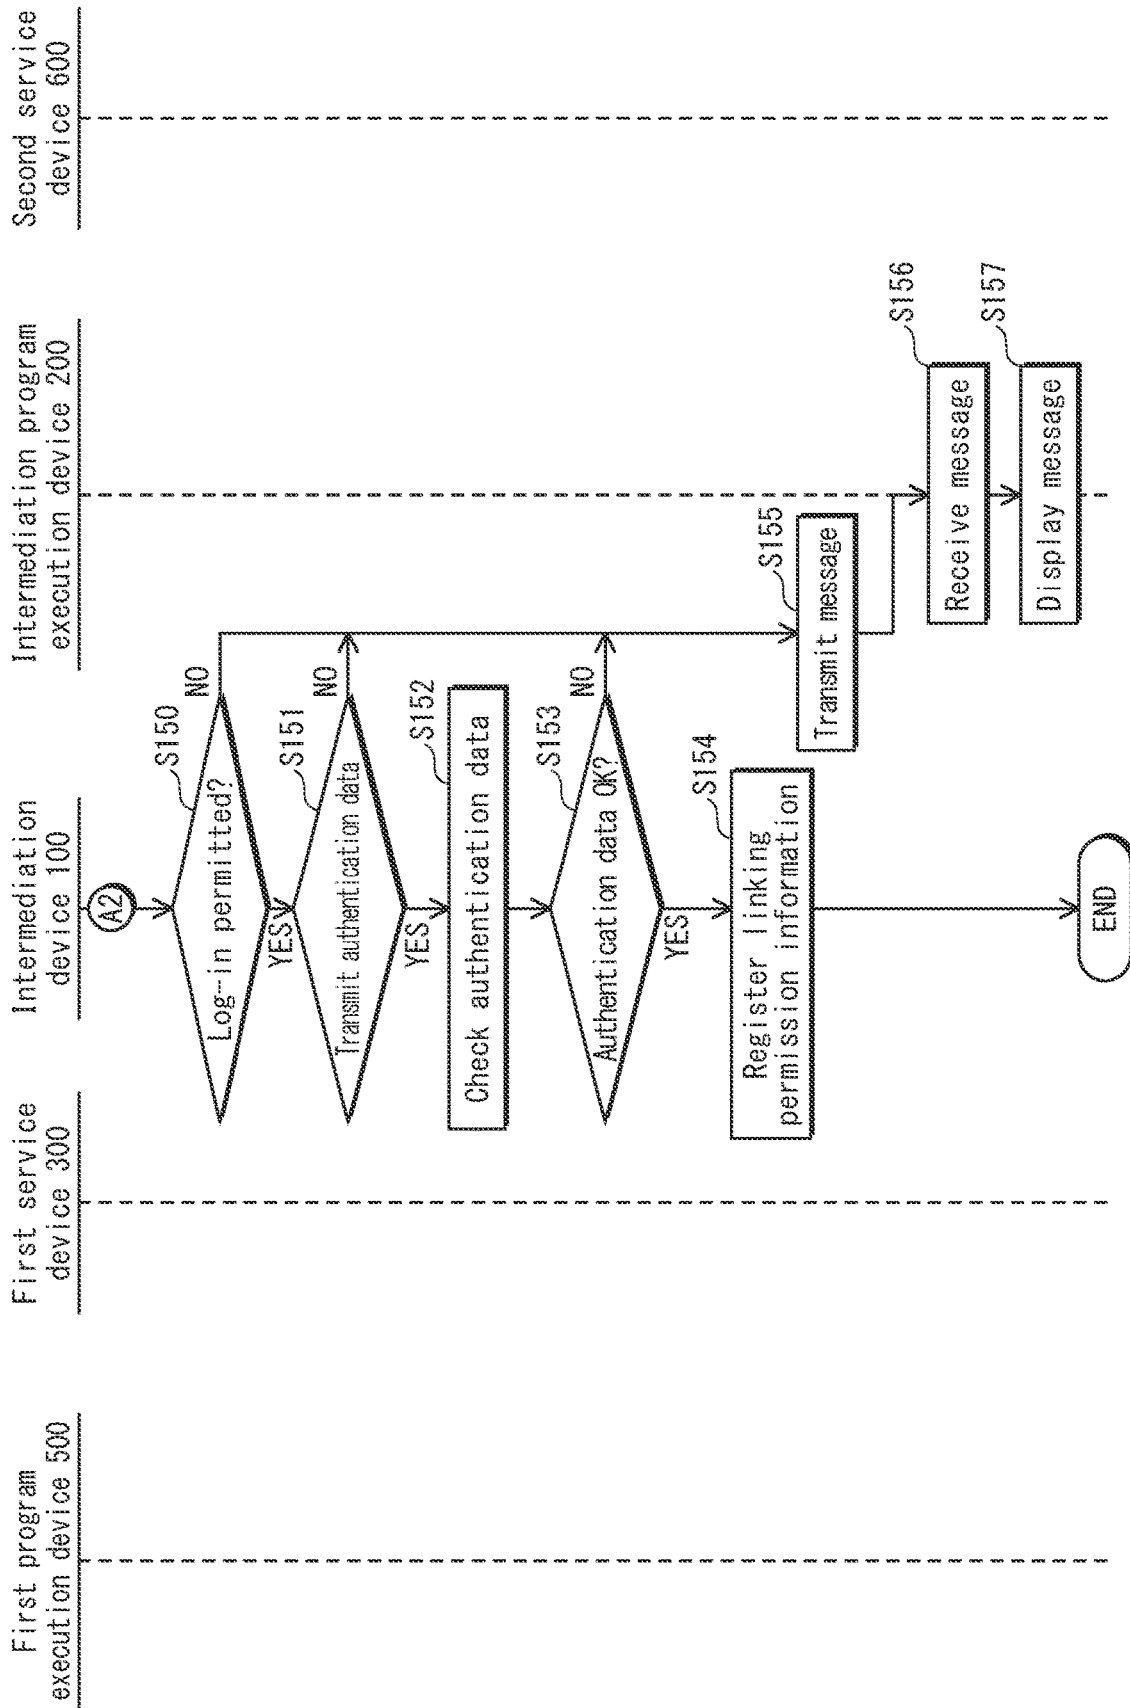 First program
execution device 500
First service
device 300
Intermediation
device 100
Intermediation program
execution device 200
Second service
device 600
A2
S150
Log-in permitted?
NO
YES
S151
Transmit authentication data
NO
YES
S152
Check authentication data
S153
Authentication data OK?
NO
YES
S154
Register linking
permission information
S155
Transmit message
S156
Receive message
S157
Display message
END